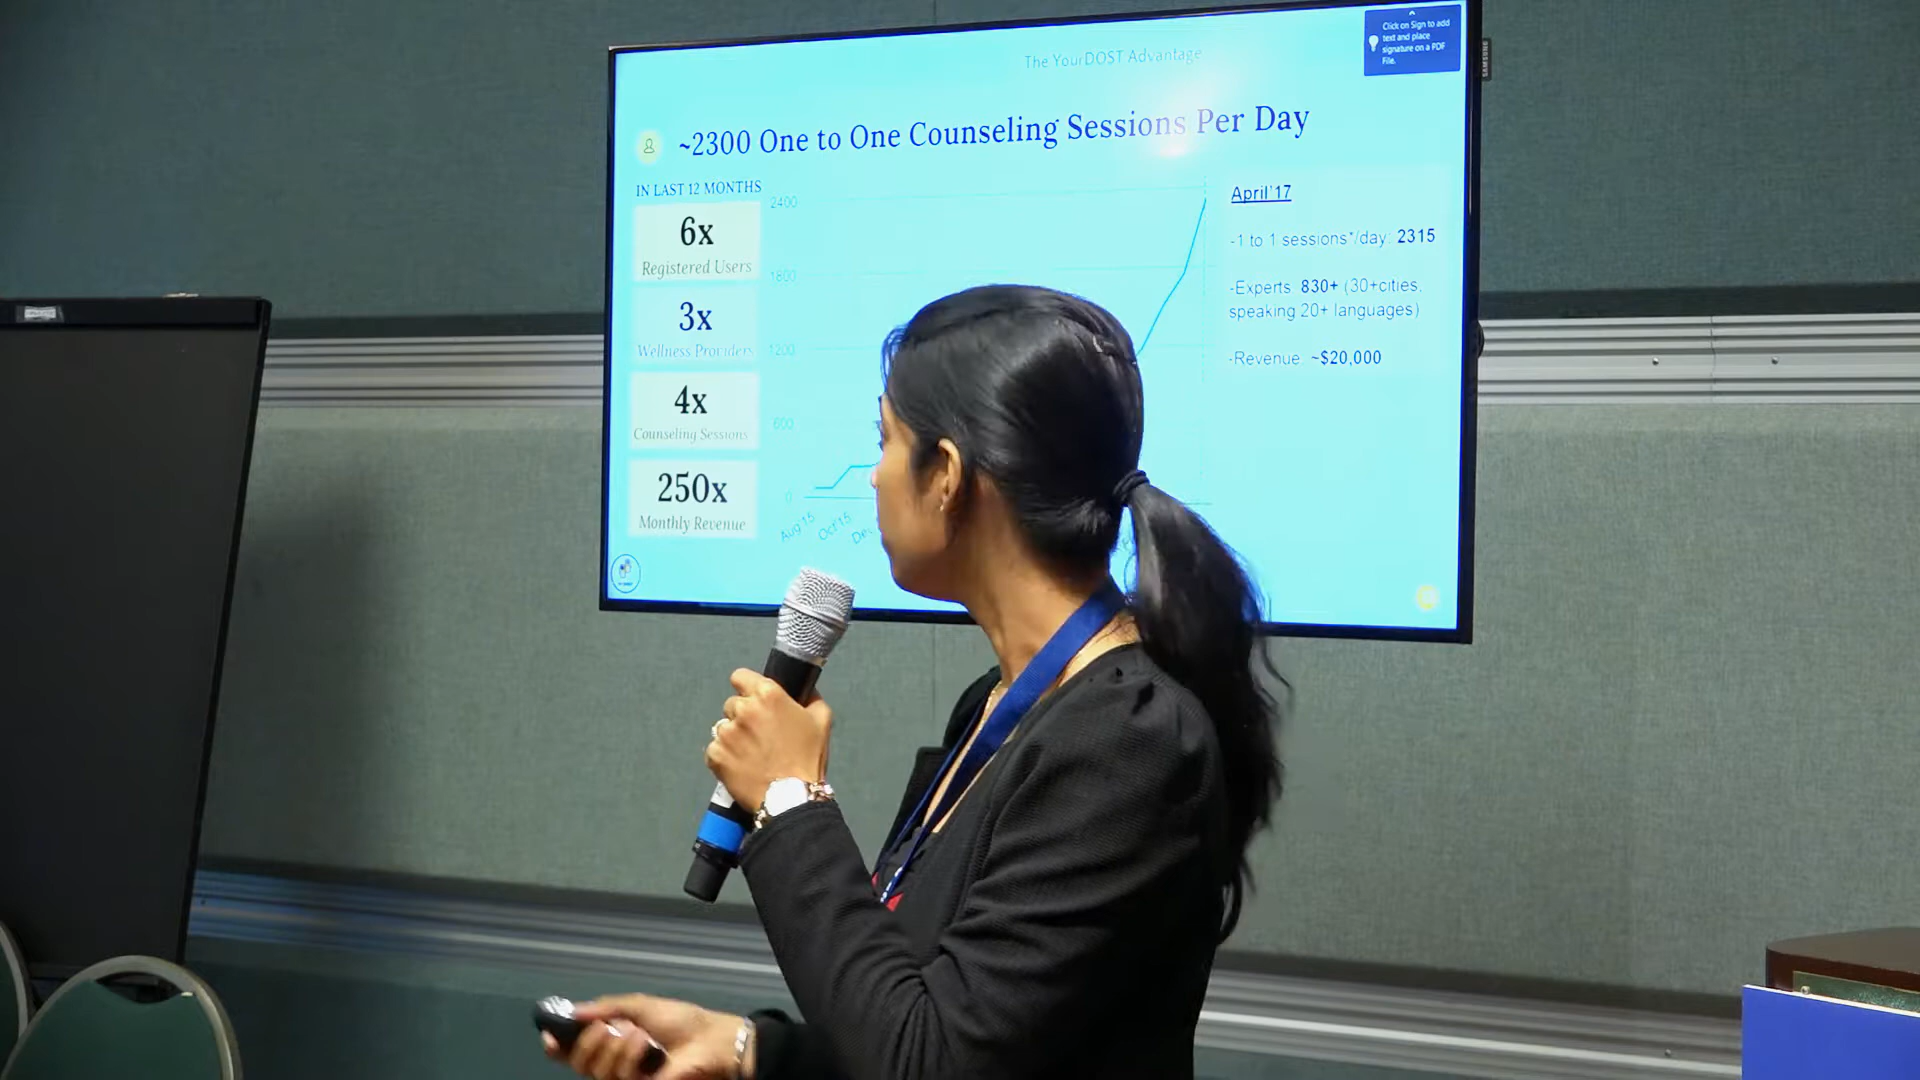 The YourDOST Advantage
Click on Sign to add
text and place
signature on a PDF
File.
SAMSUNG
~2300 One to One Counseling Sessions Per Day
IN LAST 12 MONTHS
6x
Registered Users
3x
Wellness Providers
4x
Counseling Sessions
250x
Monthly Revenue
2400
1800
1200
600
0
Aug'15
Oct'15
April'17
-1 to 1 sessions*/day: 2315
-Experts: 830+ (30+cities,
speaking 20+ languages)
-Revenue: ~$20,000